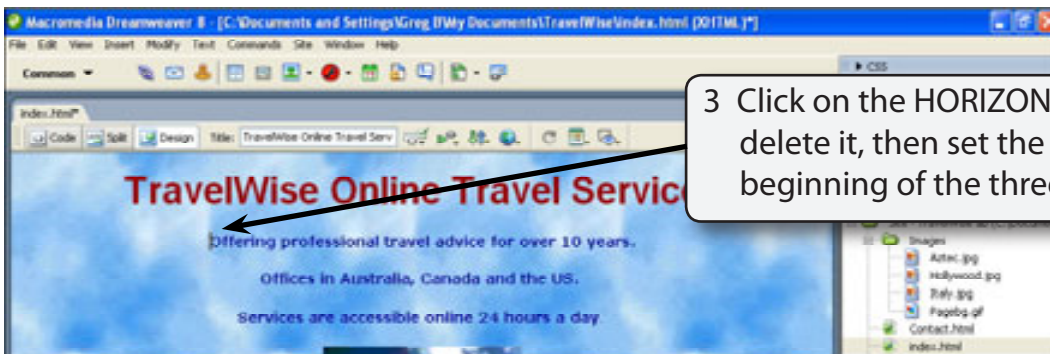 Macromedia Dreamweaver 8 - [C:\Documents and Settings\Greg B\My Documents\TravelWise\index.html (XHTML)*]
File Edit View Insert Modify Text Commands Site Window Help
Common
CSS
index.html*
Code Split Design Title: TravelWise Online Travel Serv
3 Click on the HORIZON
delete it, then set the
beginning of the three
TravelWise Online Travel Servic
Offering professional travel advice for over 10 years.
Offices in Australia, Canada and the US.
Services are accessible online 24 hours a day
Images
Aztec.jpg
Hollywood.jpg
Italy.jpg
Pagebg.gif
Contact.html
index.html